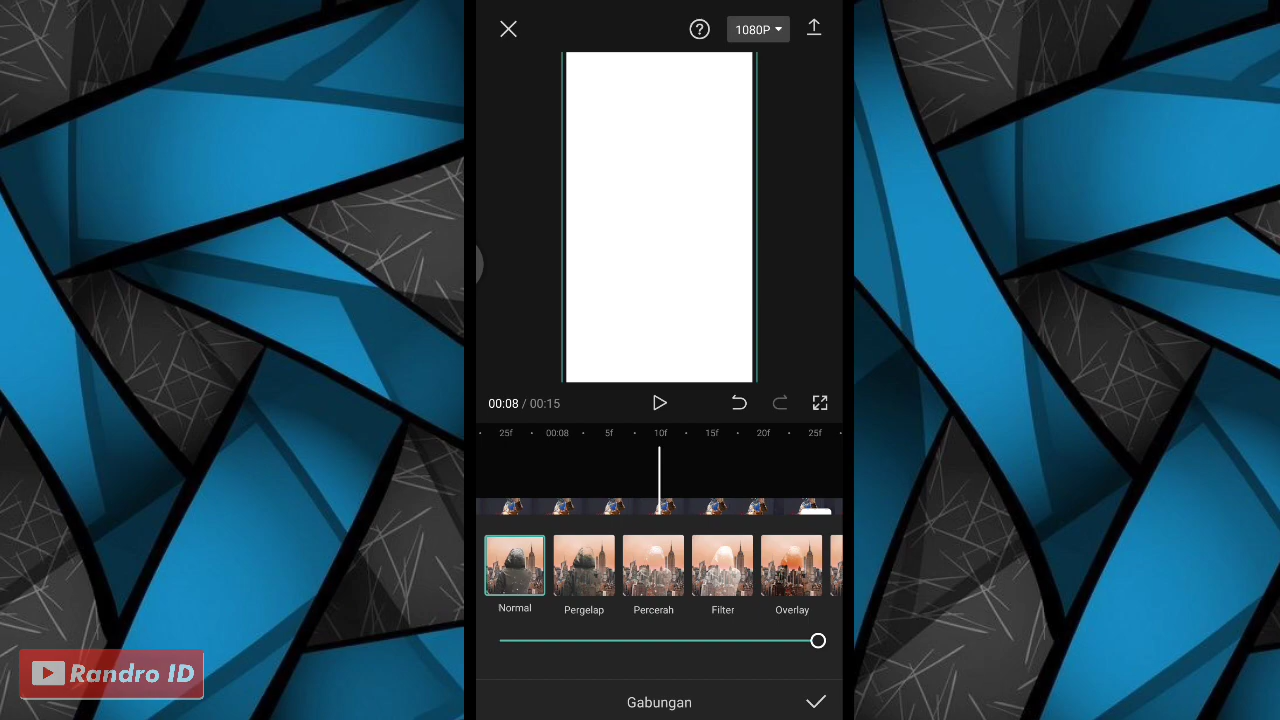 1080P
00:08 / 00:15
25f 00:08 5f 10f 15f 20f 25f
Normal Pergelap Percerah Filter Overlay
Gabungan
Randro ID